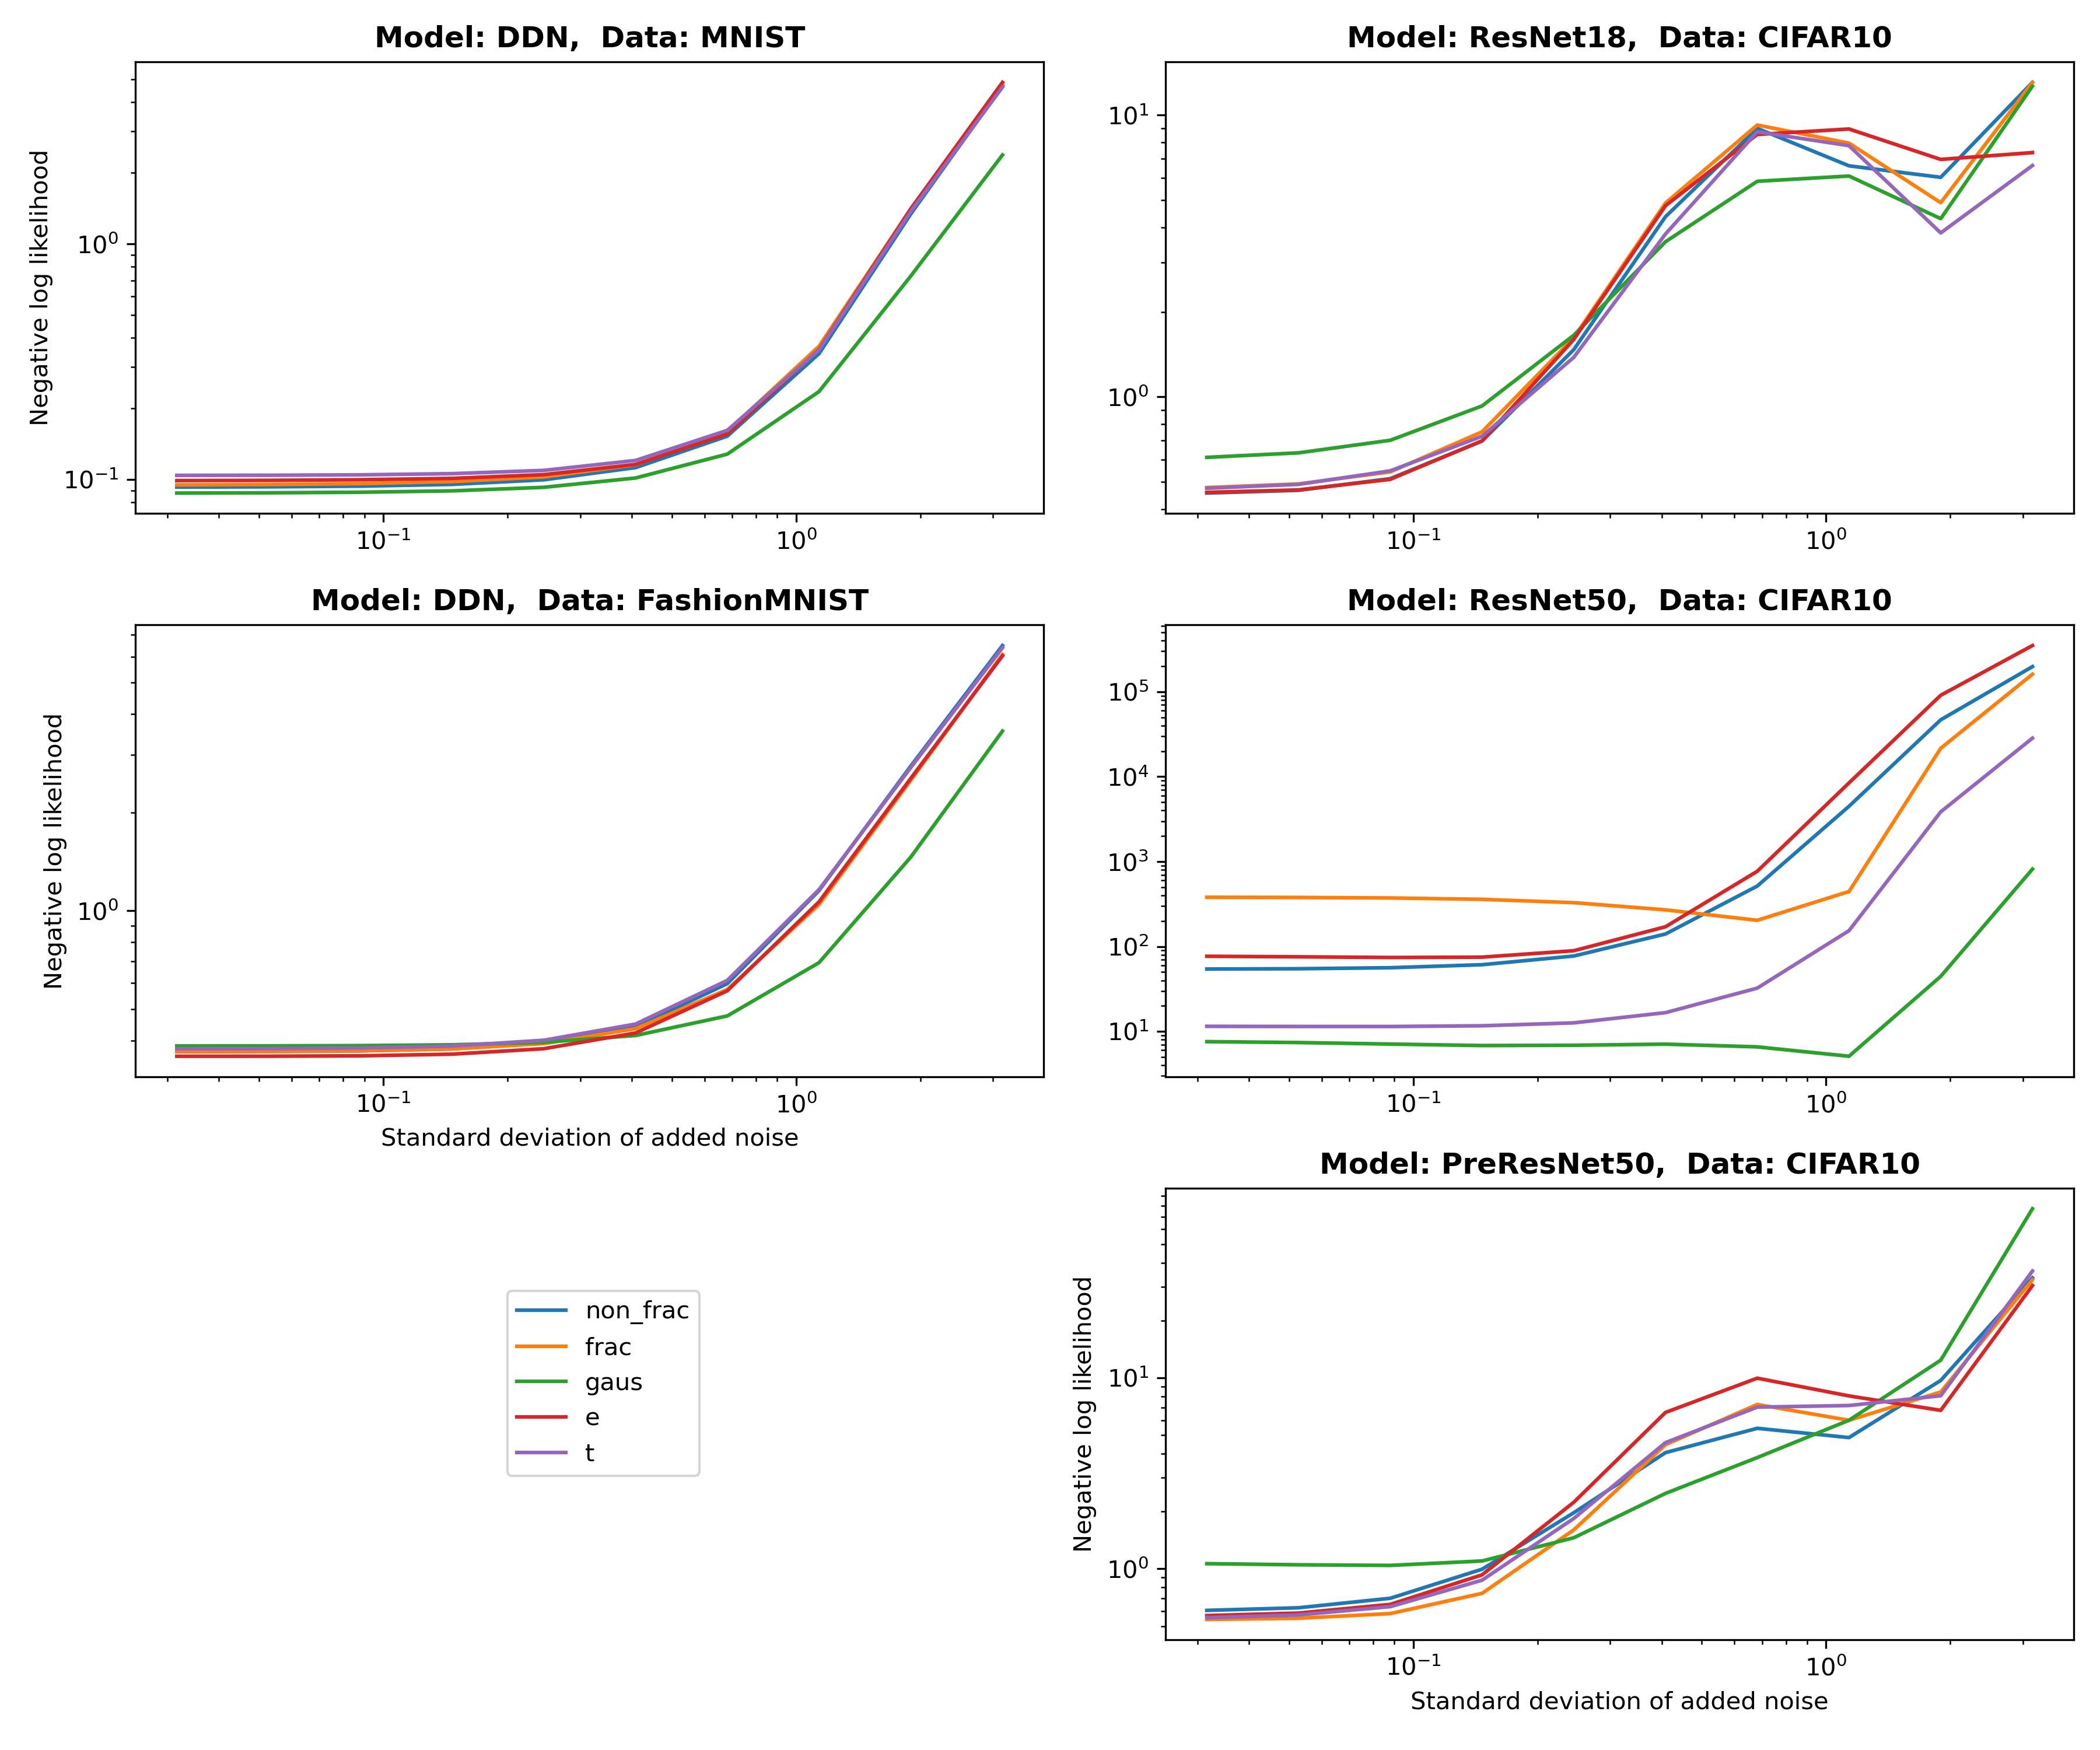 Model: DDN,  Data: MNIST
Negative log likelihood
10⁰
10⁻¹
10⁻¹
10⁰
Model: ResNet18,  Data: CIFAR10
10¹
10⁰
10⁻¹
10⁰
Model: DDN,  Data: FashionMNIST
Negative log likelihood
10⁰
10⁻¹
10⁰
Standard deviation of added noise
Model: ResNet50,  Data: CIFAR10
10⁵
10⁴
10³
10²
10¹
10⁻¹
10⁰
non_frac
frac
gaus
e
t
Model: PreResNet50,  Data: CIFAR10
Negative log likelihood
10¹
10⁰
10⁻¹
10⁰
Standard deviation of added noise